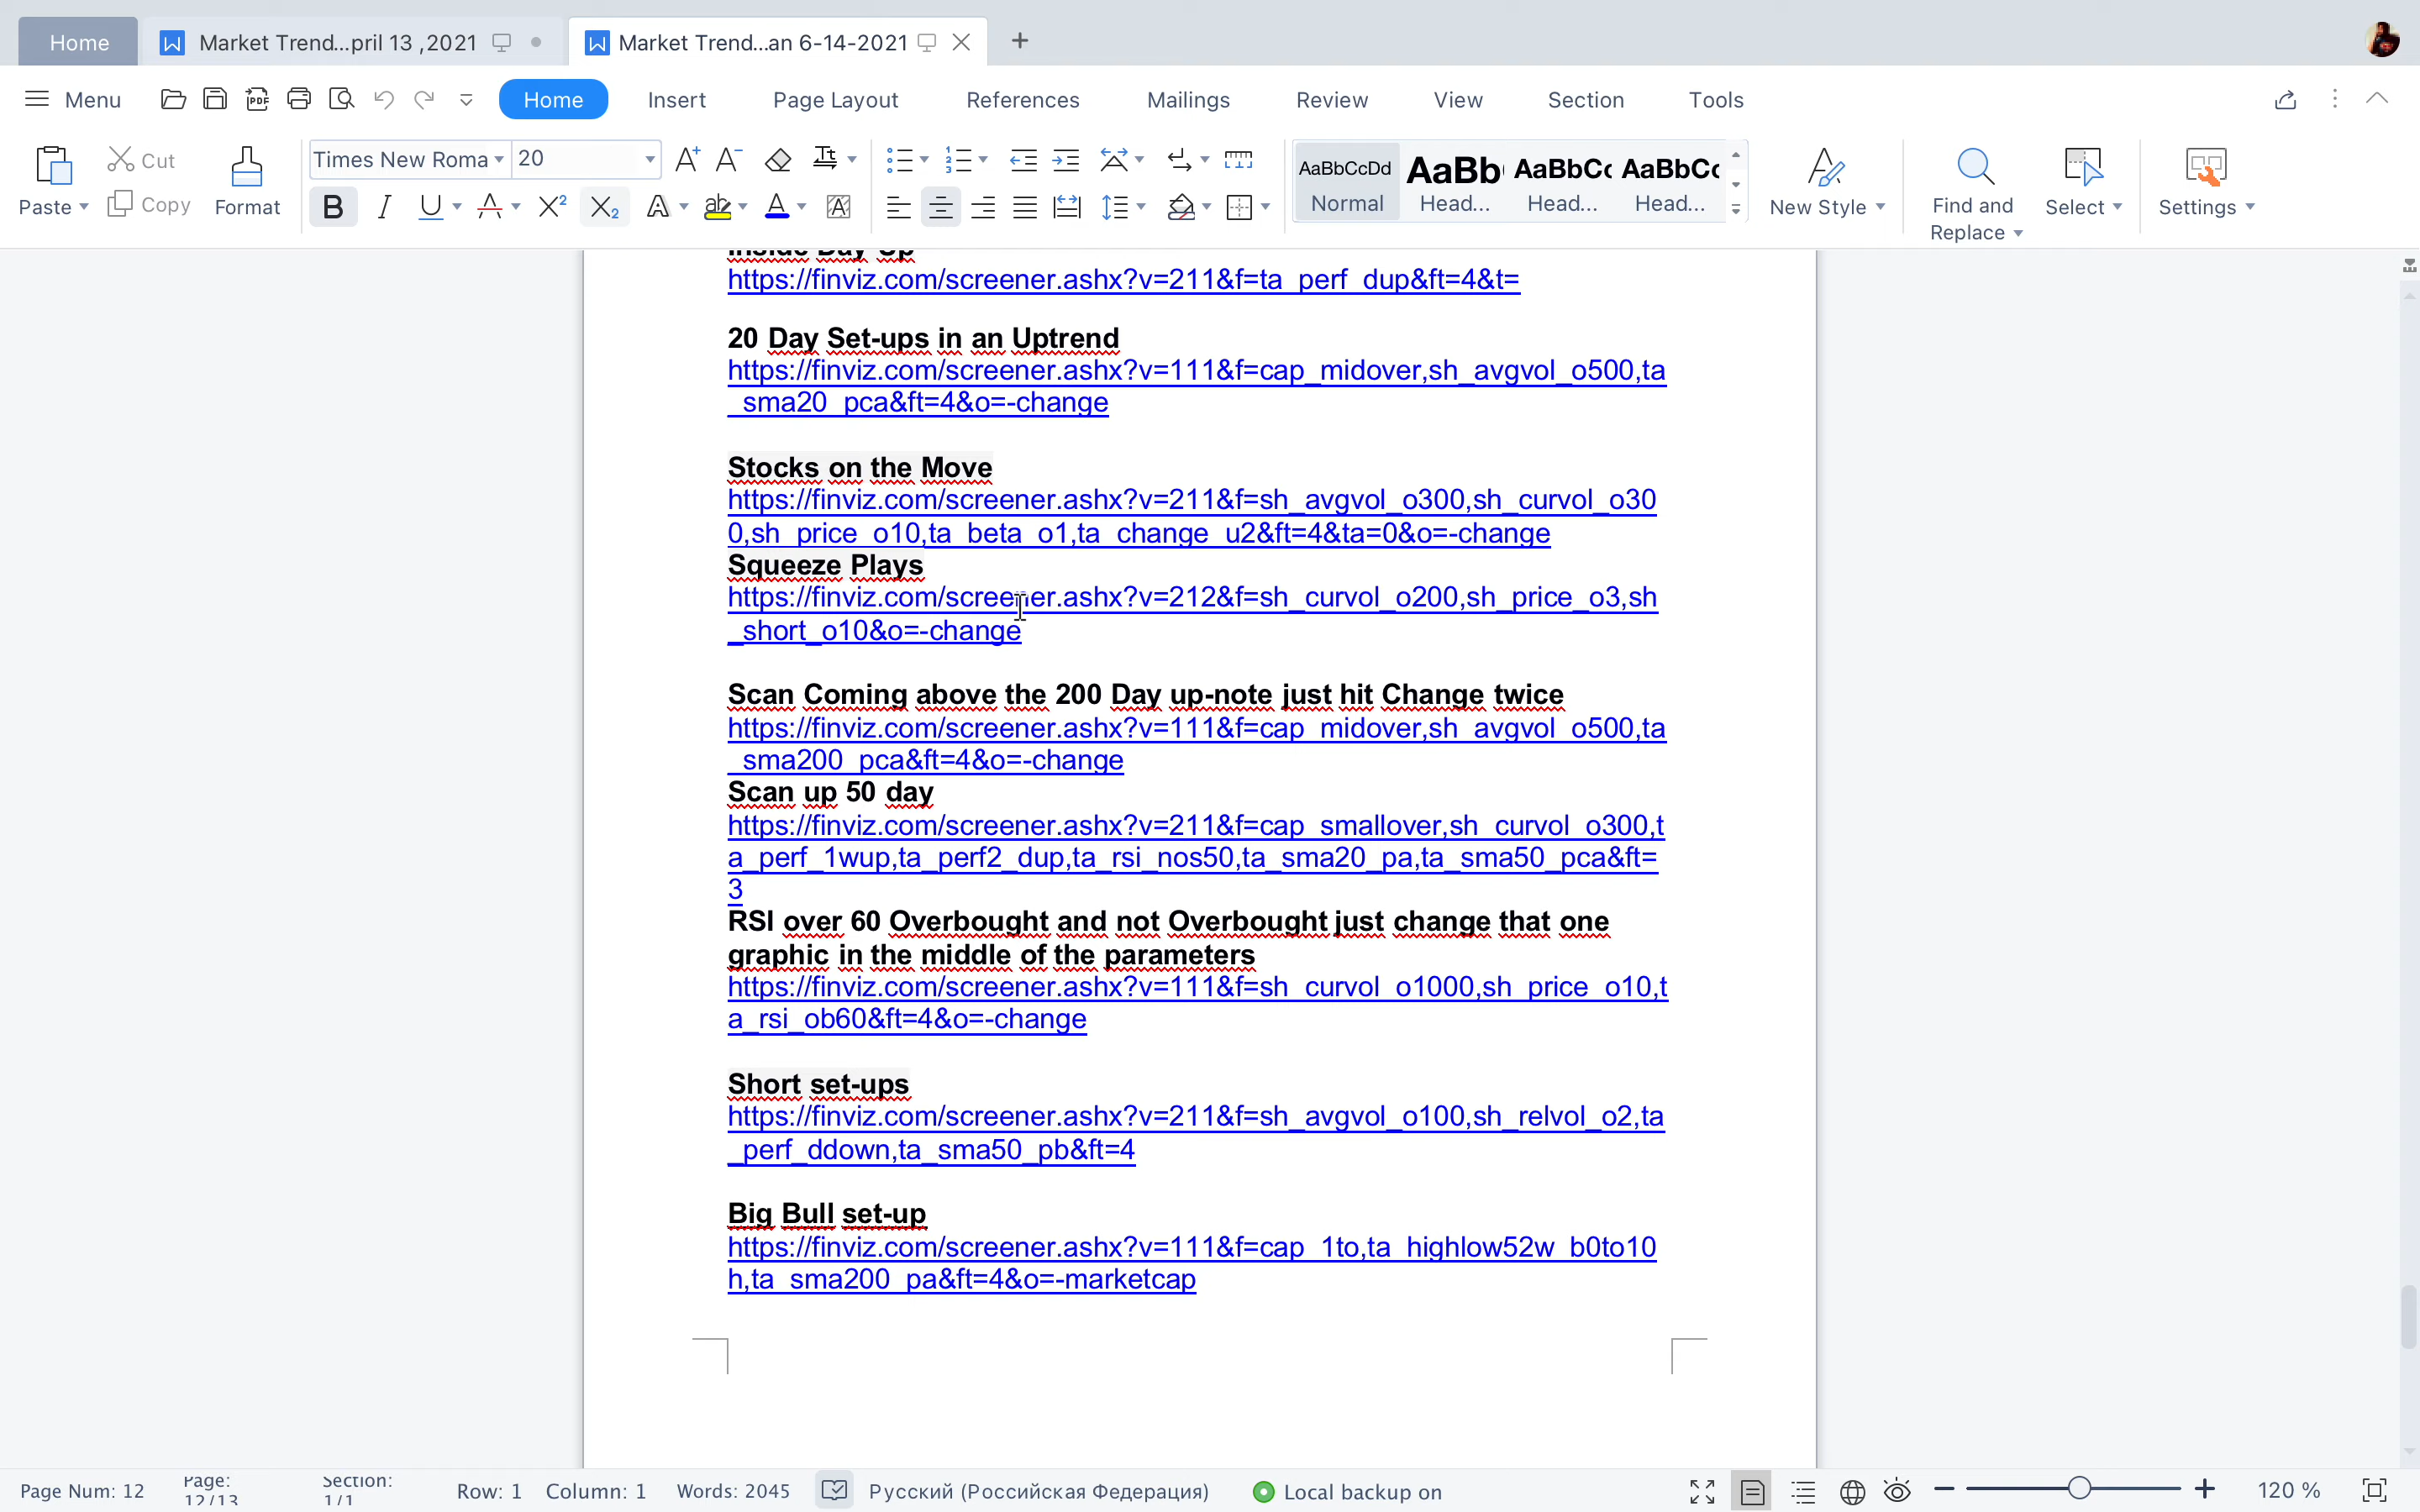 Home
Market Trend...pril 13 ,2021
Market Trend...an 6-14-2021
Menu
Home
Insert
Page Layout
References
Mailings
Review
View
Section
Tools
Paste
Cut
Copy
Format
Times New Roma
20
AaBbCcDd
Normal
AaBb
Head...
AaBbCc
Head...
AaBbCc
Head...
New Style
Find and
Replace
Select
Settings
Inside Day Up
https://finviz.com/screener.ashx?v=211&f=ta_perf_dup&ft=4&t=
20 Day Set-ups in an Uptrend
https://finviz.com/screener.ashx?v=111&f=cap_midover,sh_avgvol_o500,ta
_sma20_pca&ft=4&o=-change
Stocks on the Move
https://finviz.com/screener.ashx?v=211&f=sh_avgvol_o300,sh_curvol_o30
0,sh_price_o10,ta_beta_o1,ta_change_u2&ft=4&ta=0&o=-change
Squeeze Plays
https://finviz.com/screener.ashx?v=212&f=sh_curvol_o200,sh_price_o3,sh
_short_o10&o=-change
Scan Coming above the 200 Day up-note just hit Change twice
https://finviz.com/screener.ashx?v=111&f=cap_midover,sh_avgvol_o500,ta
_sma200_pca&ft=4&o=-change
Scan up 50 day
https://finviz.com/screener.ashx?v=211&f=cap_smallover,sh_curvol_o300,t
a_perf_1wup,ta_perf2_dup,ta_rsi_nos50,ta_sma20_pa,ta_sma50_pca&ft=
3
RSI over 60 Overbought and not Overbought just change that one
graphic in the middle of the parameters
https://finviz.com/screener.ashx?v=111&f=sh_curvol_o1000,sh_price_o10,t
a_rsi_ob60&ft=4&o=-change
Short set-ups
https://finviz.com/screener.ashx?v=211&f=sh_avgvol_o100,sh_relvol_o2,ta
_perf_ddown,ta_sma50_pb&ft=4
Big Bull set-up
https://finviz.com/screener.ashx?v=111&f=cap_1to,ta_highlow52w_b0to10
h,ta_sma200_pa&ft=4&o=-marketcap
Page Num: 12
Page: 12/13
Section: 1/1
Row: 1
Column: 1
Words: 2045
Русский (Российская Федерация)
Local backup on
120 %